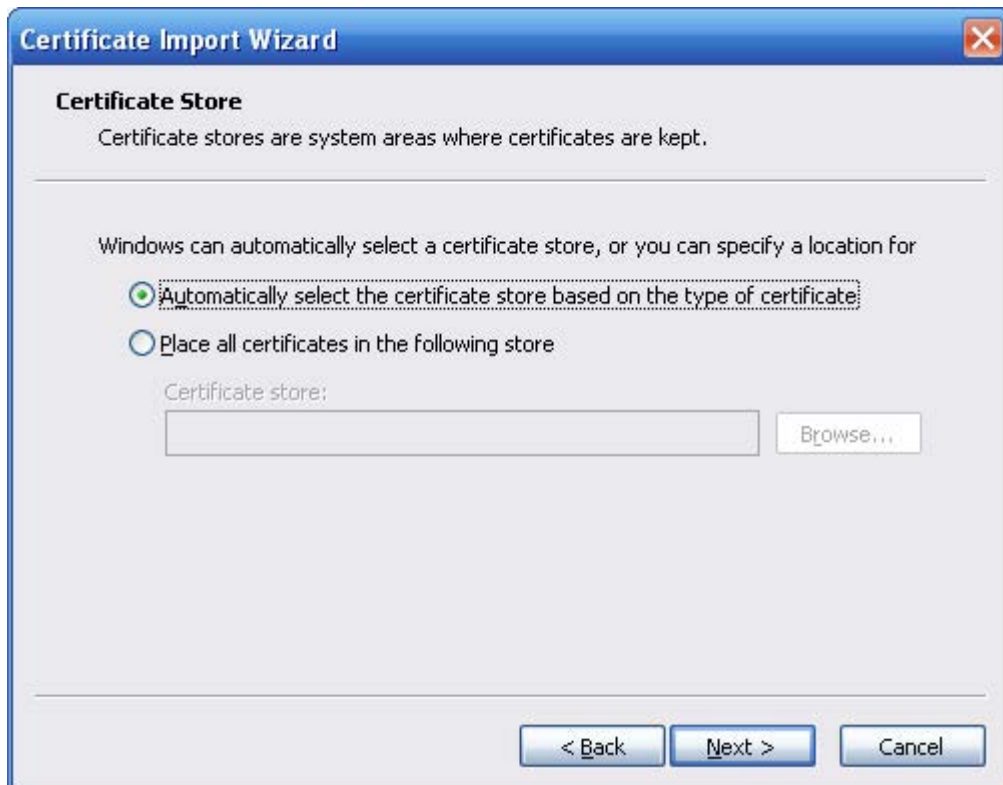 Certificate Import Wizard
Certificate Store
Certificate stores are system areas where certificates are kept.
Windows can automatically select a certificate store, or you can specify a location for
Automatically select the certificate store based on the type of certificate
Place all certificates in the following store
Certificate store:
Browse...
< Back Next > Cancel